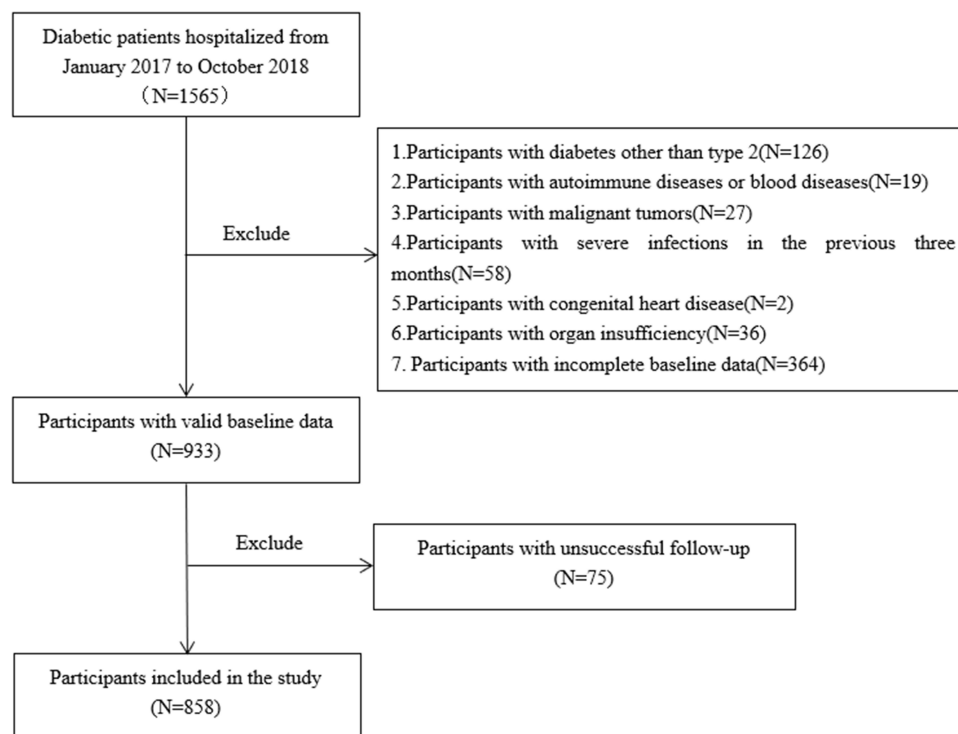 Diabetic patients hospitalized from
January 2017 to October 2018
（N=1565）
1.Participants with diabetes other than type 2(N=126)
2.Participants with autoimmune diseases or blood diseases(N=19)
3.Participants with malignant tumors(N=27)
4.Participants with severe infections in the previous three
months(N=58)
5.Participants with congenital heart disease(N=2)
6.Participants with organ insufficiency(N=36)
7. Participants with incomplete baseline data(N=364)
Exclude
Participants with valid baseline data
(N=933)
Exclude
Participants with unsuccessful follow-up
(N=75)
Participants included in the study
(N=858)